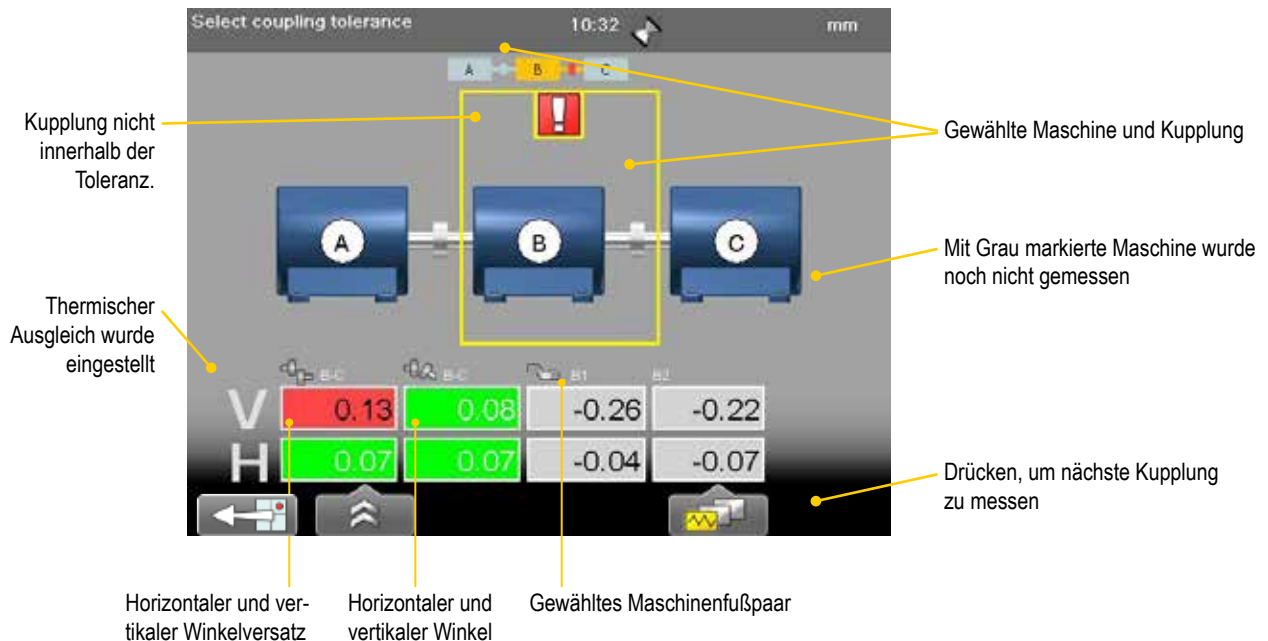 Select coupling tolerance 10:32 mm
A B C
Kupplung nicht
innerhalb der
Toleranz.
Gewählte Maschine und Kupplung
A B C
Mit Grau markierte Maschine wurde
noch nicht gemessen
Thermischer
Ausgleich wurde
eingestellt
B-C B-C B1 B2
V 0.13 0.08 -0.26 -0.22
H 0.07 0.07 -0.04 -0.07
Drücken, um nächste Kupplung
zu messen
Horizontaler und ver-
tikaler Winkelversatz
Horizontaler und
vertikaler Winkel
Gewähltes Maschinenfußpaar